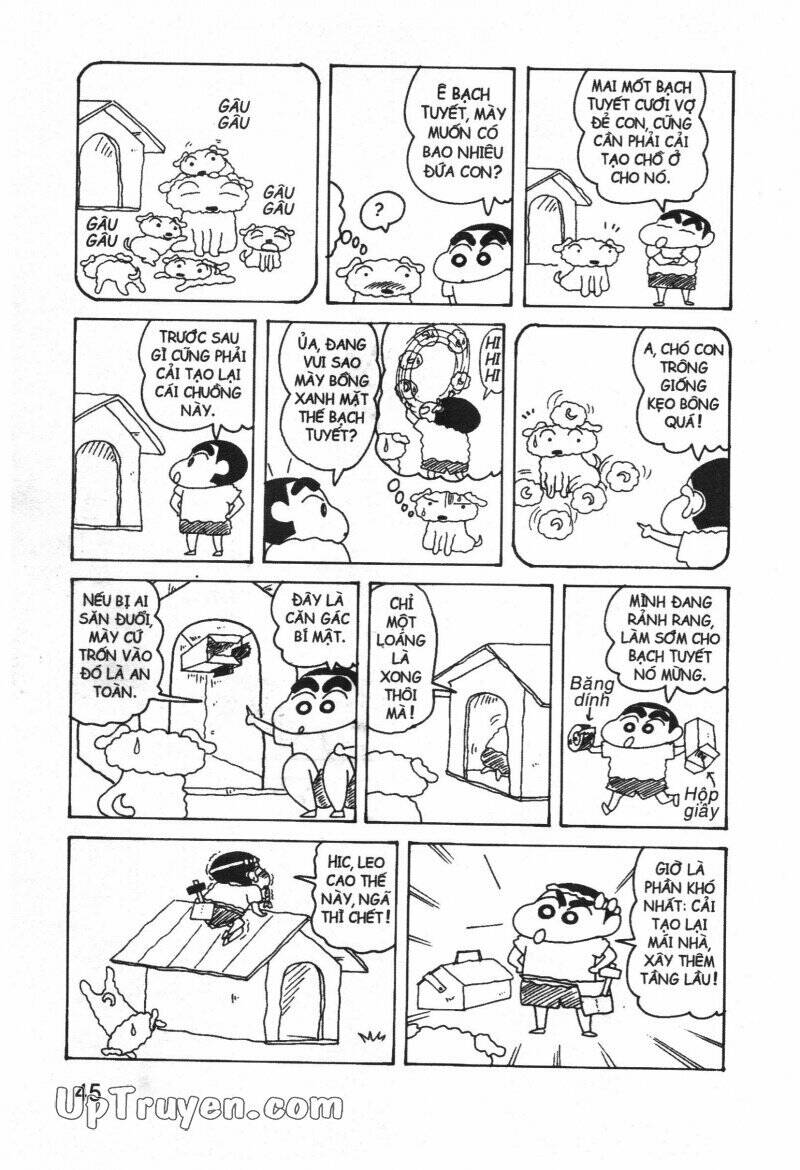 MAI MỐT BẠCH
TUYẾT CƯỚI VỢ
ĐẺ CON, CŨNG
CẦN PHẢI CẢI
TẠO CHỖ Ở
CHO NÓ.
Ê BẠCH
TUYẾT, MÀY
MUỐN CÓ
BAO NHIÊU
ĐỨA CON?
?
GÂU
GÂU
GÂU
GÂU
GÂU
GÂU
A, CHÓ CON
TRÔNG
GIỐNG
KẸO BÔNG
QUÁ!
HI
HI
HI
ỦA, ĐANG
VUI SAO
MÀY BỖNG
XANH MẶT
THẾ BẠCH
TUYẾT?
TRƯỚC SAU
GÌ CŨNG PHẢI
CẢI TẠO LẠI
CÁI CHUỒNG
NÀY.
MÌNH ĐANG
RẢNH RANG,
LÀM SỚM CHO
BẠCH TUYẾT
NÓ MỪNG.
Băng
dính
Hộp
giấy
CHỈ
MỘT
LOÁNG
LÀ
XONG
THÔI
MÀ!
ĐÂY LÀ
CĂN GÁC
BÍ MẬT.
NẾU BỊ AI
SĂN ĐUỔI,
MÀY CỨ
TRỐN VÀO
ĐÓ LÀ AN
TOÀN.
GIỜ LÀ
PHẦN KHÓ
NHẤT: CẢI
TẠO LẠI
MÁI NHÀ,
XÂY THÊM
TẦNG LẦU!
HIC, LEO
CAO THẾ
NÀY, NGÃ
THÌ CHẾT!
45
UpTruyen.com